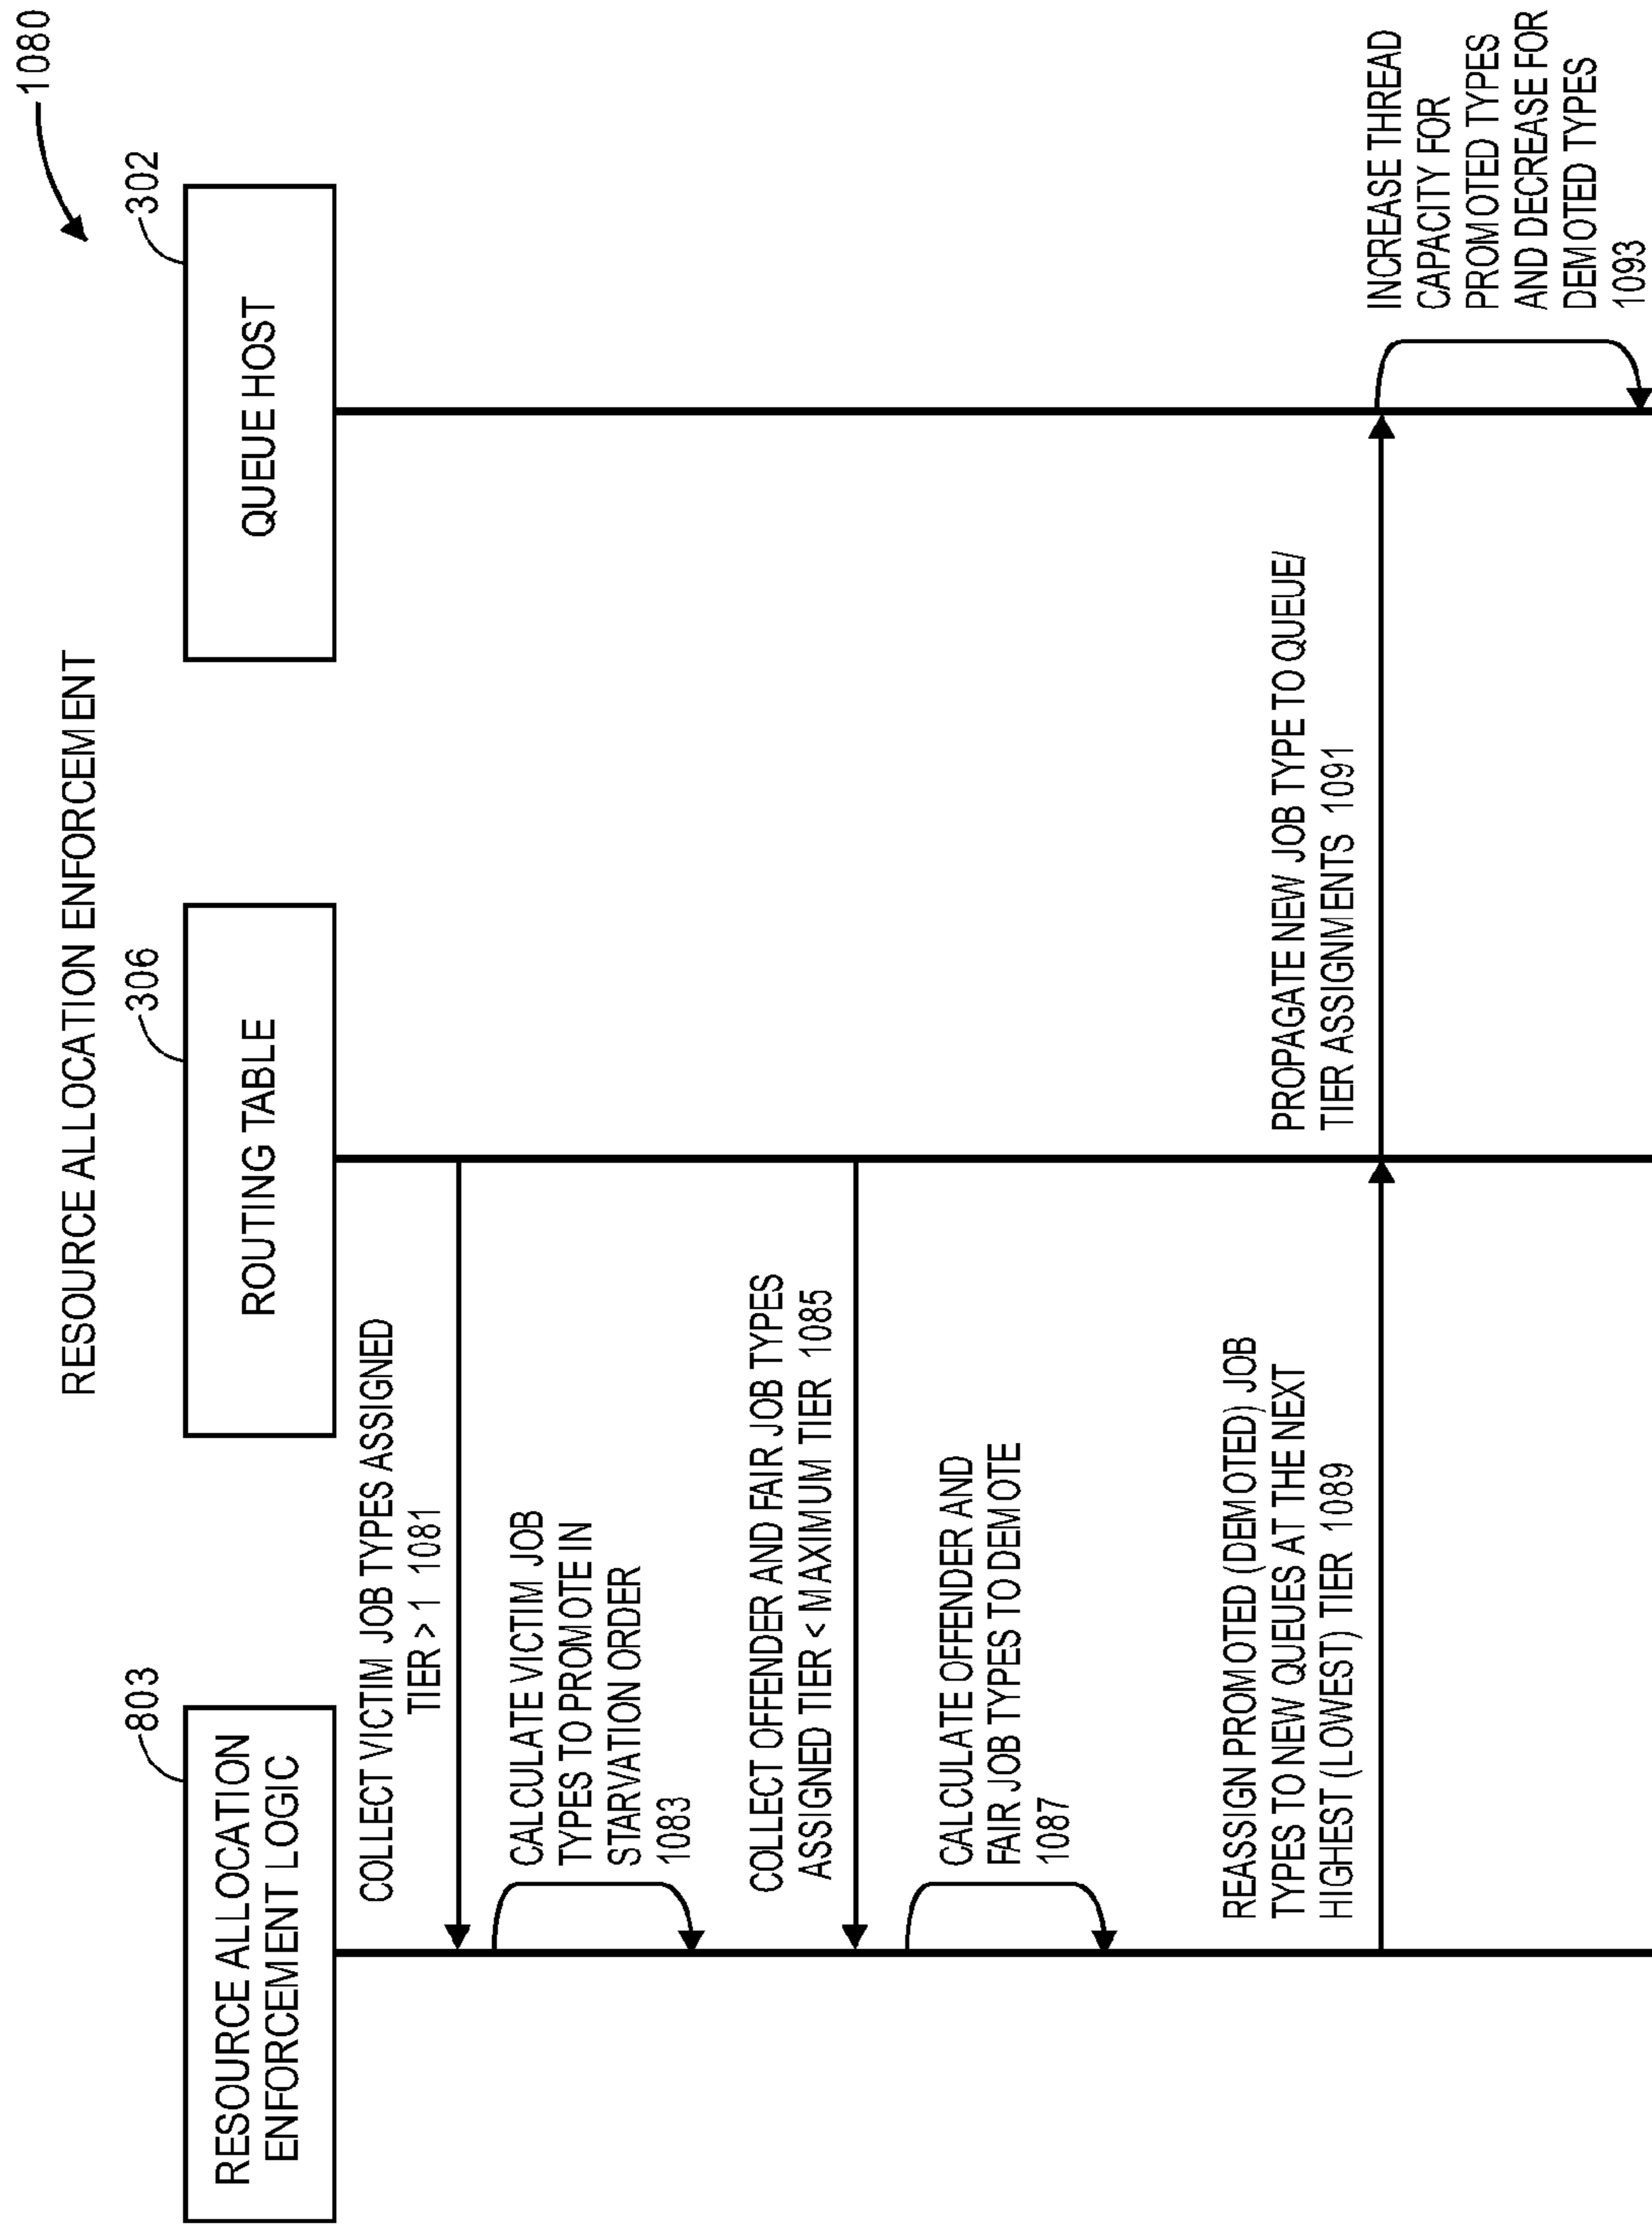 RESOURCE ALLOCATION ENFORCEMENT
1080
RESOURCE ALLOCATION
ENFORCEMENT LOGIC
803
ROUTING TABLE
306
QUEUE HOST
302
COLLECT VICTIM JOB TYPES ASSIGNED
TIER > 1 1081
CALCULATE VICTIM JOB
TYPES TO PROMOTE IN
STARVATION ORDER
1083
COLLECT OFFENDER AND FAIR JOB TYPES
ASSIGNED TIER < MAXIMUM TIER 1085
CALCULATE OFFENDER AND
FAIR JOB TYPES TO DEMOTE
1087
REASSIGN PROMOTED (DEMOTED) JOB
TYPES TO NEW QUEUES AT THE NEXT
HIGHEST (LOWEST) TIER 1089
PROPAGATE NEW JOB TYPE TO QUEUE/
TIER ASSIGNMENTS 1091
INCREASE THREAD
CAPACITY FOR
PROMOTED TYPES
AND DECREASE FOR
DEMOTED TYPES
1093